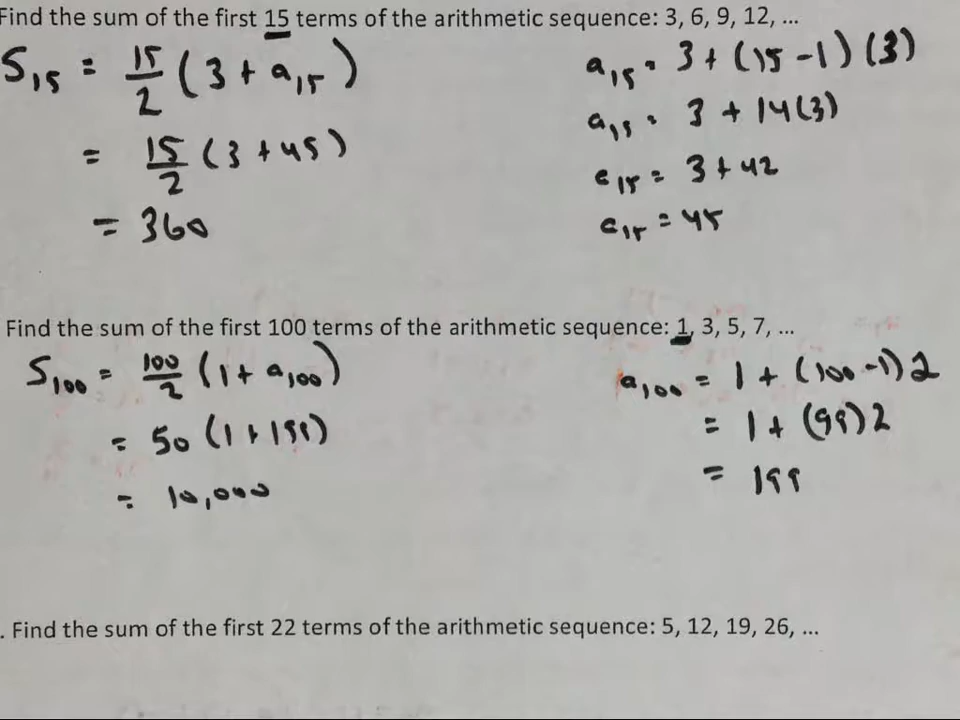 Find the sum of the first 15 terms of the arithmetic sequence: 3, 6, 9, 12, ...
S₁₅ = 15/2 (3 + a₁₅)
= 15/2 (3 + 45)
= 360
a₁₅ = 3 + (15 - 1) (3)
a₁₅ = 3 + 14(3)
a₁₅ = 3 + 42
a₁₅ = 45
Find the sum of the first 100 terms of the arithmetic sequence: 1, 3, 5, 7, ...
S₁₀₀ = 100/2 (1 + a₁₀₀)
= 50 (1 + 199)
= 10,000
a₁₀₀ = 1 + (100 - 1) 2
= 1 + (99) 2
= 199
. Find the sum of the first 22 terms of the arithmetic sequence: 5, 12, 19, 26, ...